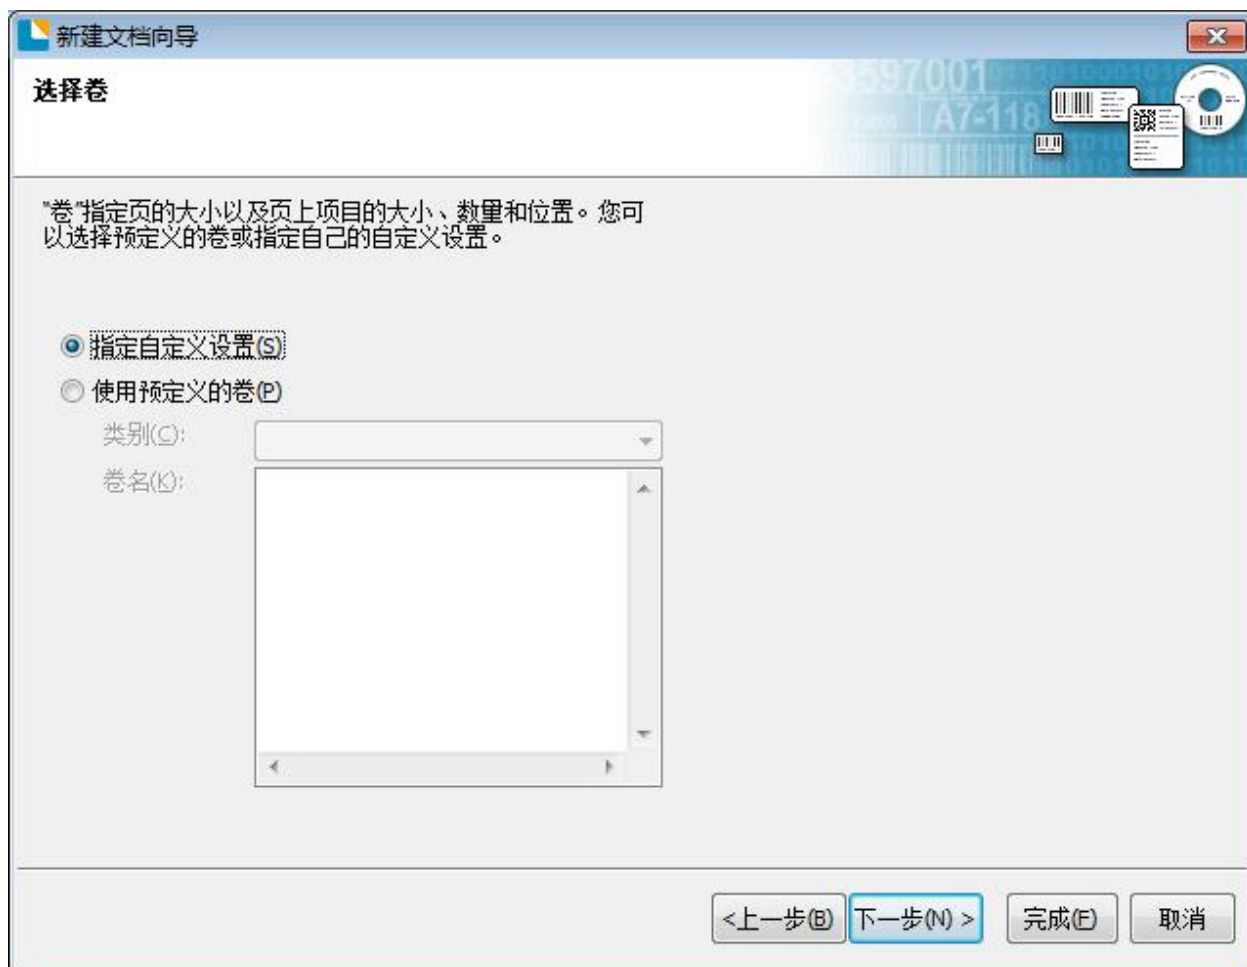 新建文档向导
选择卷
3597001
A7-118
"卷"指定页的大小以及页上项目的大小、数量和位置。您可
以选择预定义的卷或指定自己的自定义设置。
指定自定义设置(S)
使用预定义的卷(P)
类别(C):
卷名(K):
<上一步(B) 下一步(N) > 完成(F) 取消